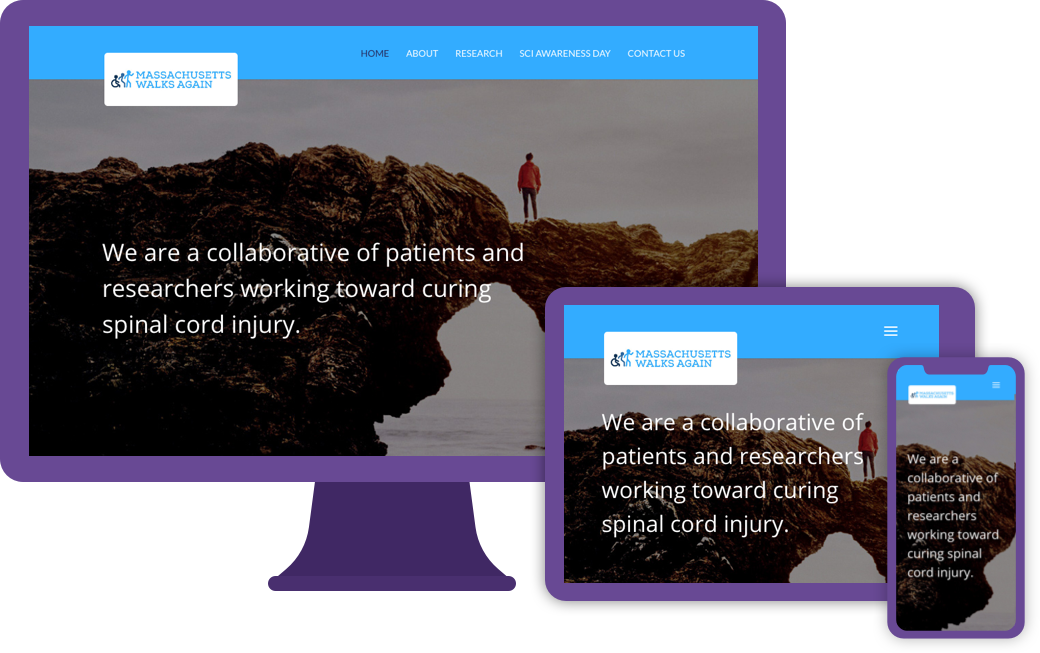 HOME ABOUT RESEARCH SCI AWARENESS DAY CONTACT US
MASSACHUSETTS
WALKS AGAIN
We are a collaborative of patients and
researchers working toward curing
spinal cord injury.
MASSACHUSETTS
WALKS AGAIN
We are a collaborative of
patients and researchers
working toward curing
spinal cord injury.
MASSACHUSETTS
WALKS AGAIN
We are a
collaborative of
patients and
researchers
working toward
curing spinal
cord injury.